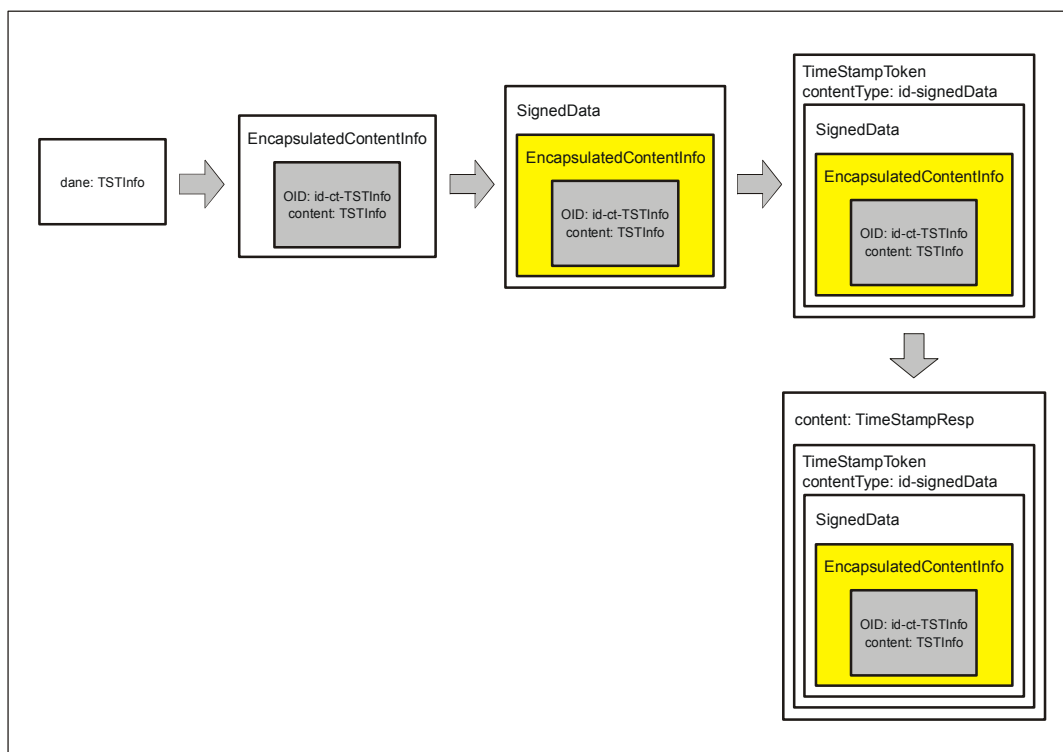 dane: TSTInfo
EncapsulatedContentInfo
OID: id-ct-TSTInfo
content: TSTInfo
SignedData
EncapsulatedContentInfo
OID: id-ct-TSTInfo
content: TSTInfo
TimeStampToken
contentType: id-signedData
SignedData
EncapsulatedContentInfo
OID: id-ct-TSTInfo
content: TSTInfo
content: TimeStampResp
TimeStampToken
contentType: id-signedData
SignedData
EncapsulatedContentInfo
OID: id-ct-TSTInfo
content: TSTInfo